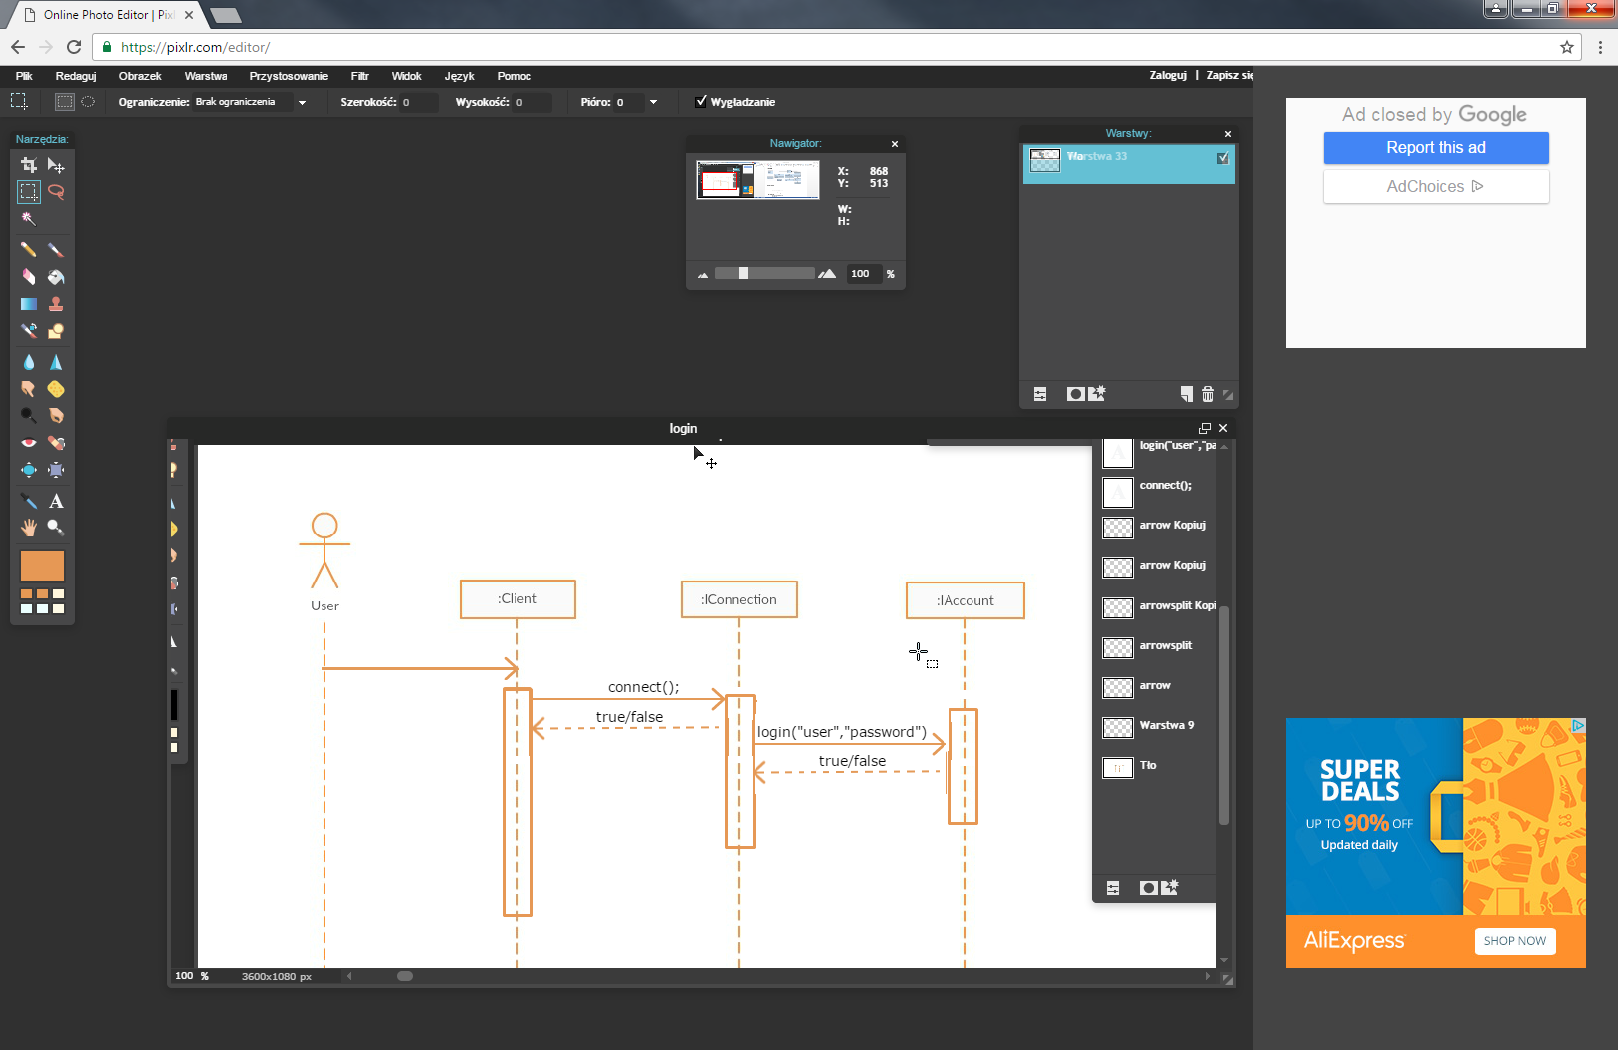 Online Photo Editor | Pix
https://pixlr.com/editor/
Plik Redaguj Obrazek Warstwa Przystosowanie Filtr Widok Język Pomoc
Zaloguj | Zapisz się
Ograniczenie: Brak ograniczenia Szerokość: 0 Wysokość: 0 Pióro: 0 Wygładzanie
Narzędzia:
Nawigator:
X: 868
Y: 513
W:
H:
100 %
Warstwy:
Warstwa 33
Ad closed by Google
Report this ad
AdChoices
login
User
:Client
:IConnection
:IAccount
connect();
true/false
login("user","password")
true/false
login("user","pa
connect();
arrow Kopiuj
arrow Kopiuj
arrowsplit Kopi
arrowsplit
arrow
Warstwa 9
Tło
100 % 3600x1080 px
SUPER
DEALS
UP TO 90% OFF
Updated daily
AliExpress
SHOP NOW